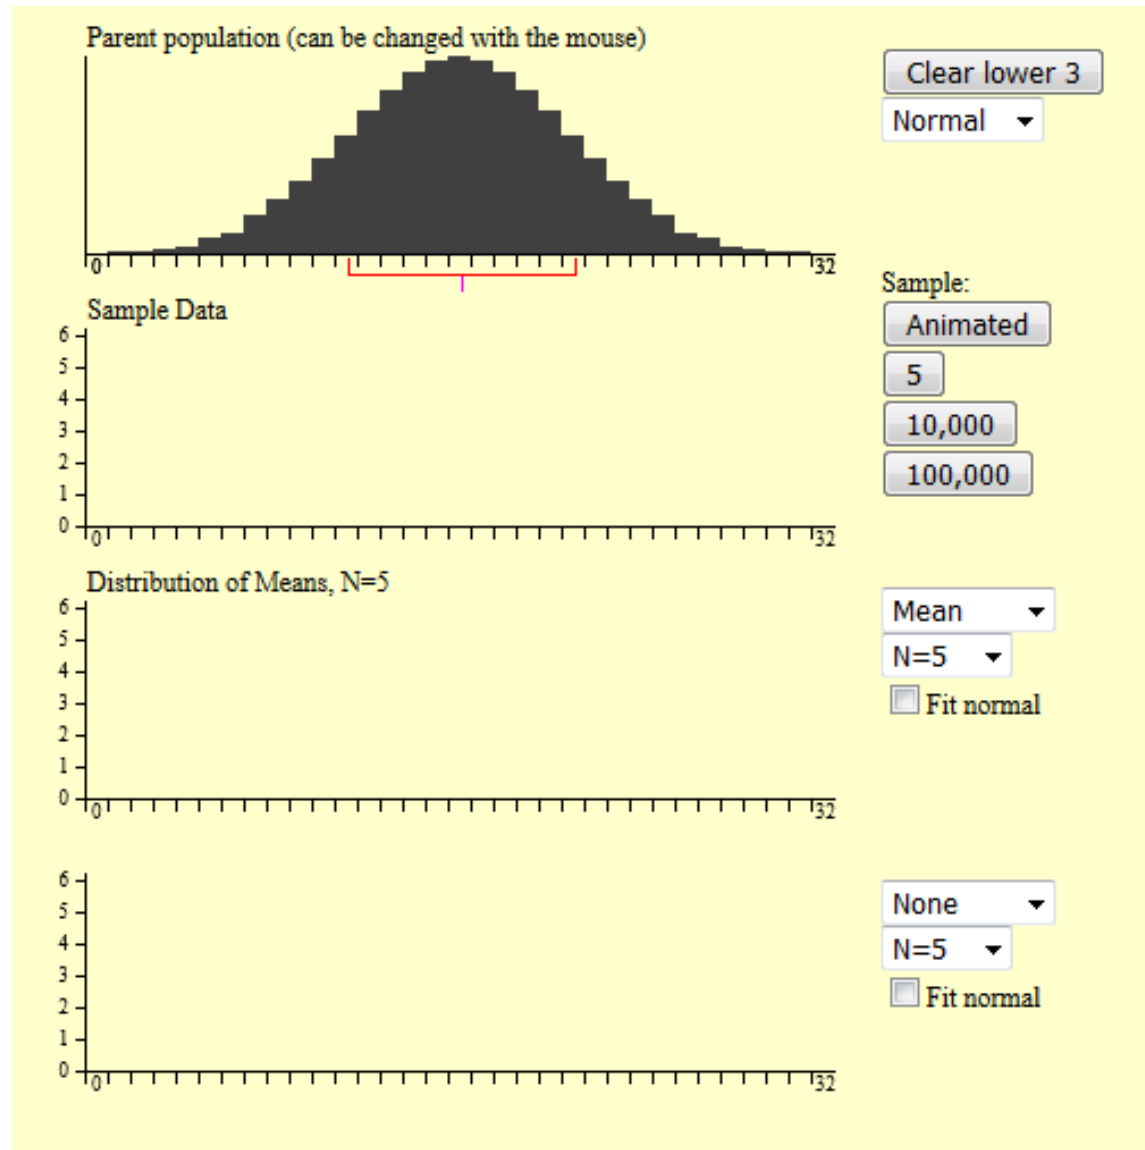 Parent population (can be changed with the mouse)
Clear lower 3
Normal
0 32
Sample:
Sample Data
Animated
6
5
5
4
10,000
3
2
100,000
1
0
0 32
Distribution of Means, N=5
6
Mean
5
N=5
4
3
Fit normal
2
1
0
0 32
6
None
5
N=5
4
3
Fit normal
2
1
0
0 32